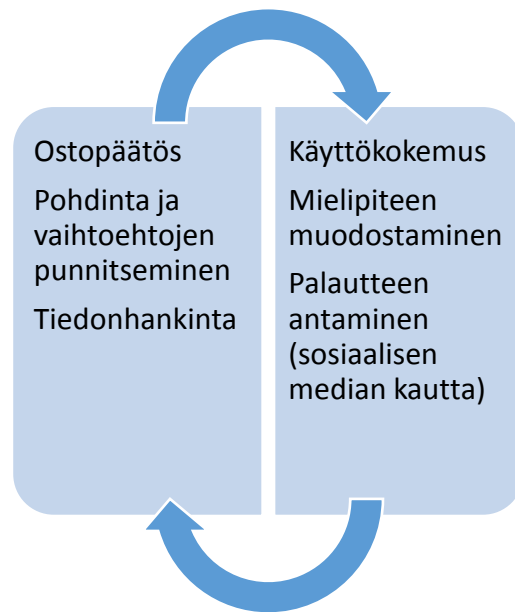 Ostopäätös
Pohdinta ja
vaihtoehtojen
punnitseminen
Tiedonhankinta
Käyttökokemus
Mielipiteen
muodostaminen
Palautteen
antaminen
(sosiaalisen
median kautta)